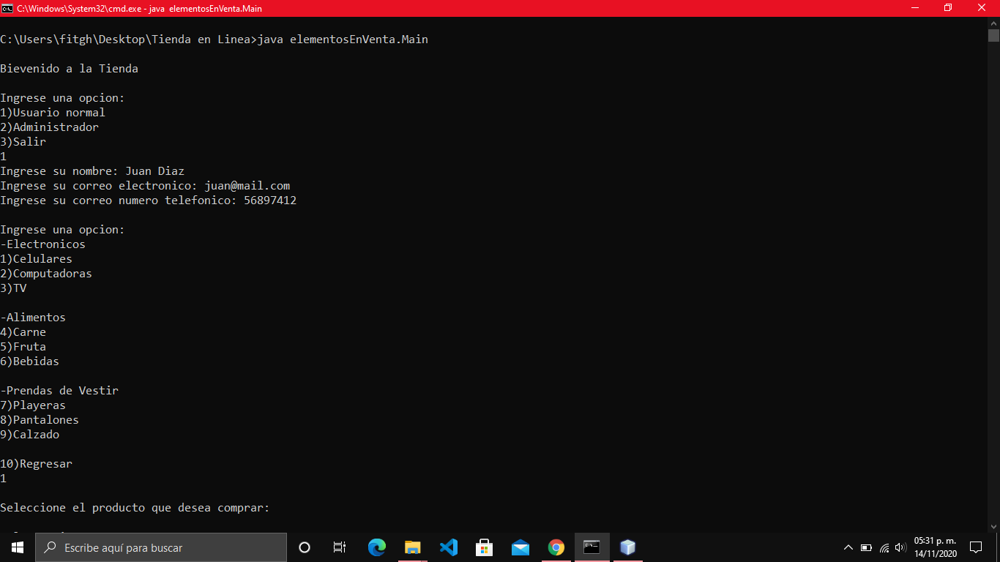 C:\Windows\System32\cmd.exe - java elementosEnVenta.Main
C:\Users\fitgh\Desktop\Tienda en Linea>java elementosEnVenta.Main
Bievenido a la Tienda
Ingrese una opcion:
1)Usuario normal
2)Administrador
3)Salir
1
Ingrese su nombre: Juan Diaz
Ingrese su correo electronico: juan@mail.com
Ingrese su correo numero telefonico: 56897412
Ingrese una opcion:
-Electronicos
1)Celulares
2)Computadoras
3)TV
-Alimentos
4)Carne
5)Fruta
6)Bebidas
-Prendas de Vestir
7)Playeras
8)Pantalones
9)Calzado
10)Regresar
1
Seleccione el producto que desea comprar:
Escribe aquí para buscar
05:31 p. m.
14/11/2020